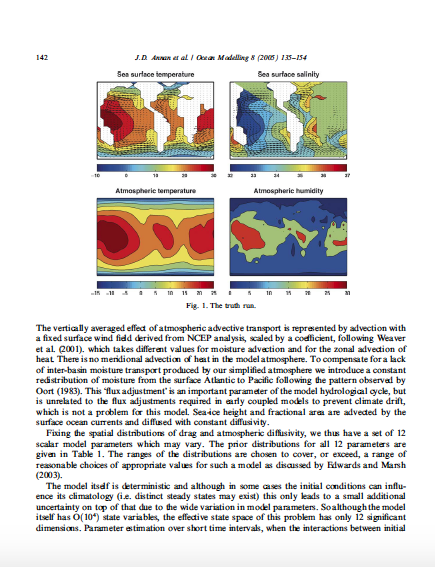 142
J.D. Annan et al. / Ocean Modelling 8 (2005) 135–154
Sea surface temperature
Sea surface salinity
−10 0 10 20 30
32 33 34 35 36 37
Atmospheric temperature
Atmospheric humidity
−15 −10 −5 0 5 10 15 20 25
0 5 10 15 20 25 30
Fig. 1. The truth run.
The vertically averaged effect of atmospheric advective transport is represented by advection with
a fixed surface wind field derived from NCEP analysis, scaled by a coefficient, following Weaver
et al. (2001). which takes different values for moisture advection and for the zonal advection of
heat. There is no meridional advection of heat in the model atmosphere. To compensate for a lack
of inter-basin moisture transport produced by our simplified atmosphere we introduce a constant
redistribution of moisture from the surface Atlantic to Pacific following the pattern observed by
Oort (1983). This 'flux adjustment' is an important parameter of the model hydrological cycle, but
is unrelated to the flux adjustments required in early coupled models to prevent climate drift,
which is not a problem for this model. Sea-ice height and fractional area are advected by the
surface ocean currents and diffused with constant diffusivity.
Fixing the spatial distributions of drag and atmospheric diffusivity, we thus have a set of 12
scalar model parameters which may vary. The prior distributions for all 12 parameters are
given in Table 1. The ranges of the distributions are chosen to cover, or exceed, a range of
reasonable choices of appropriate values for such a model as discussed by Edwards and Marsh
(2003).
The model itself is deterministic and although in some cases the initial conditions can influ-
ence its climatology (i.e. distinct steady states may exist) this only leads to a small additional
uncertainty on top of that due to the wide variation in model parameters. So although the model
itself has O(10⁴) state variables, the effective state space of this problem has only 12 significant
dimensions. Parameter estimation over short time intervals, when the interactions between initial